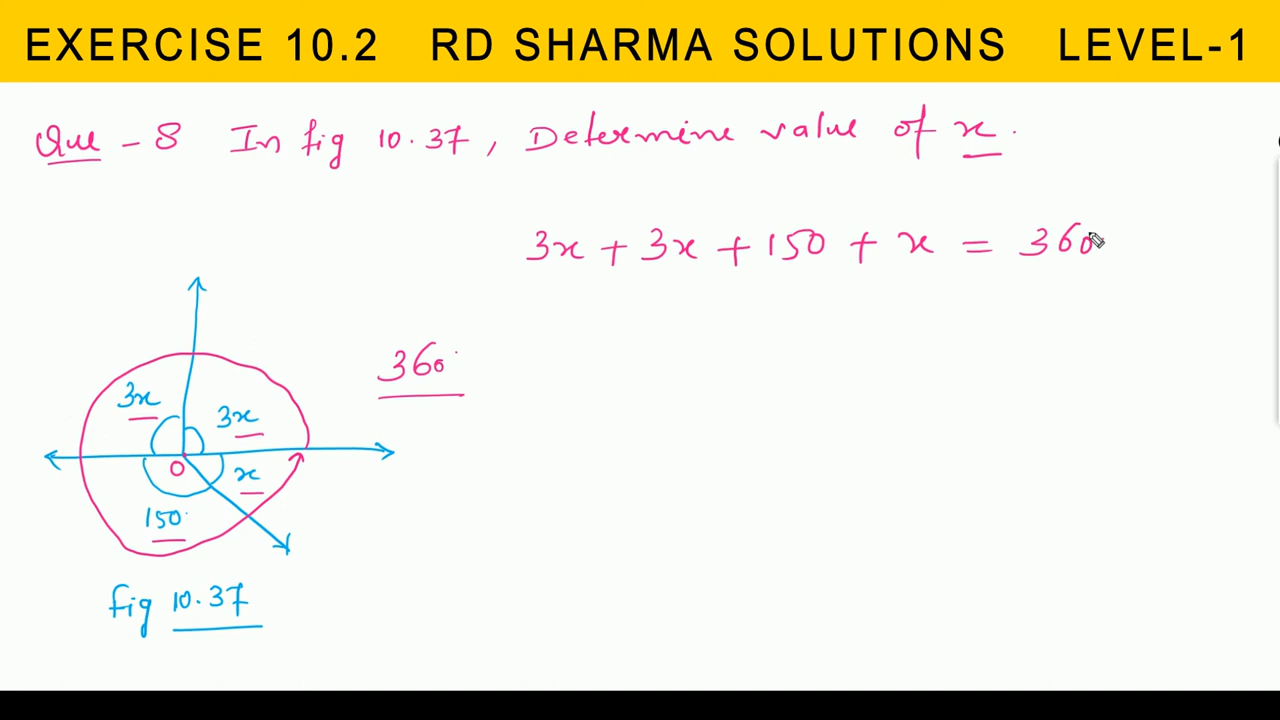 EXERCISE 10.2 RD SHARMA SOLUTIONS LEVEL-1
Que - 8 In fig 10.37, Determine value of x.
3x + 3x + 150 + x = 360
360°
3x
3x
O
x
150°
fig 10.37